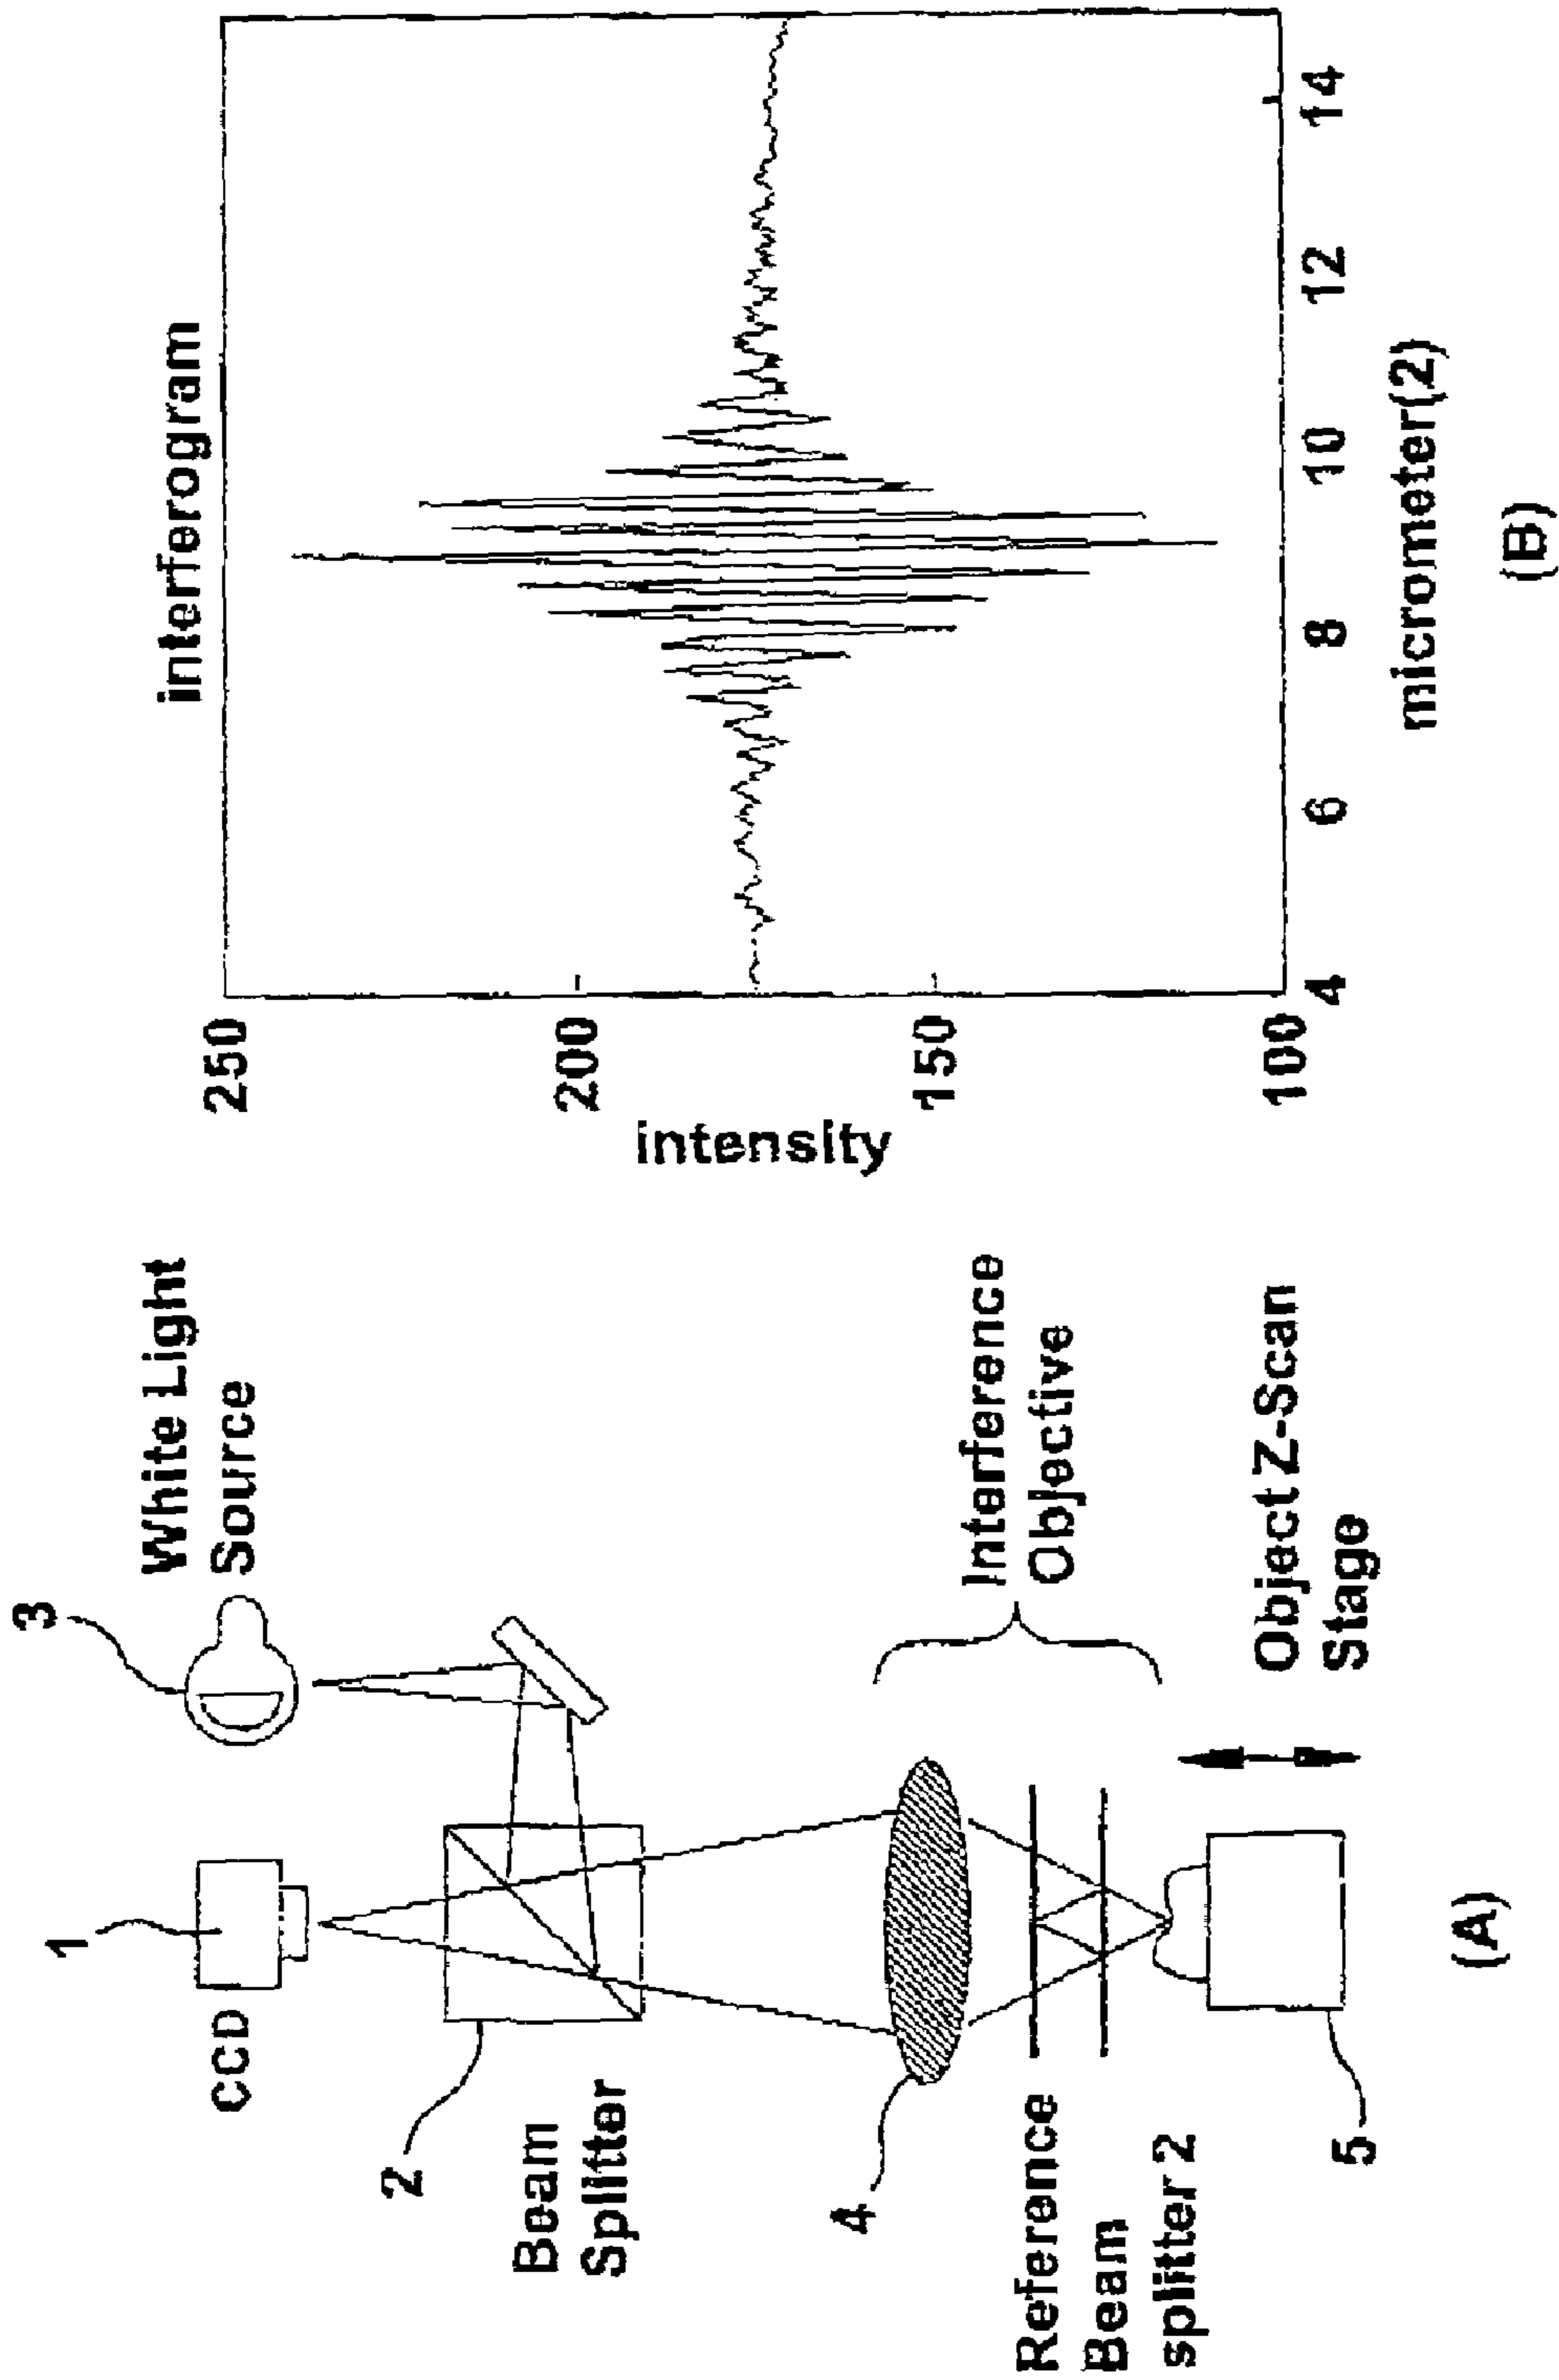 3
White Light
Source
1
CCD
2
Beam
Splitter
4
Interference
Objective
Reference
Beam
splitter 2
Object Z-Scan
Stage
5
(A)
interferogram
250
200
150
100
intensity
4
6
8
10
12
14
micrometer(2)
(B)